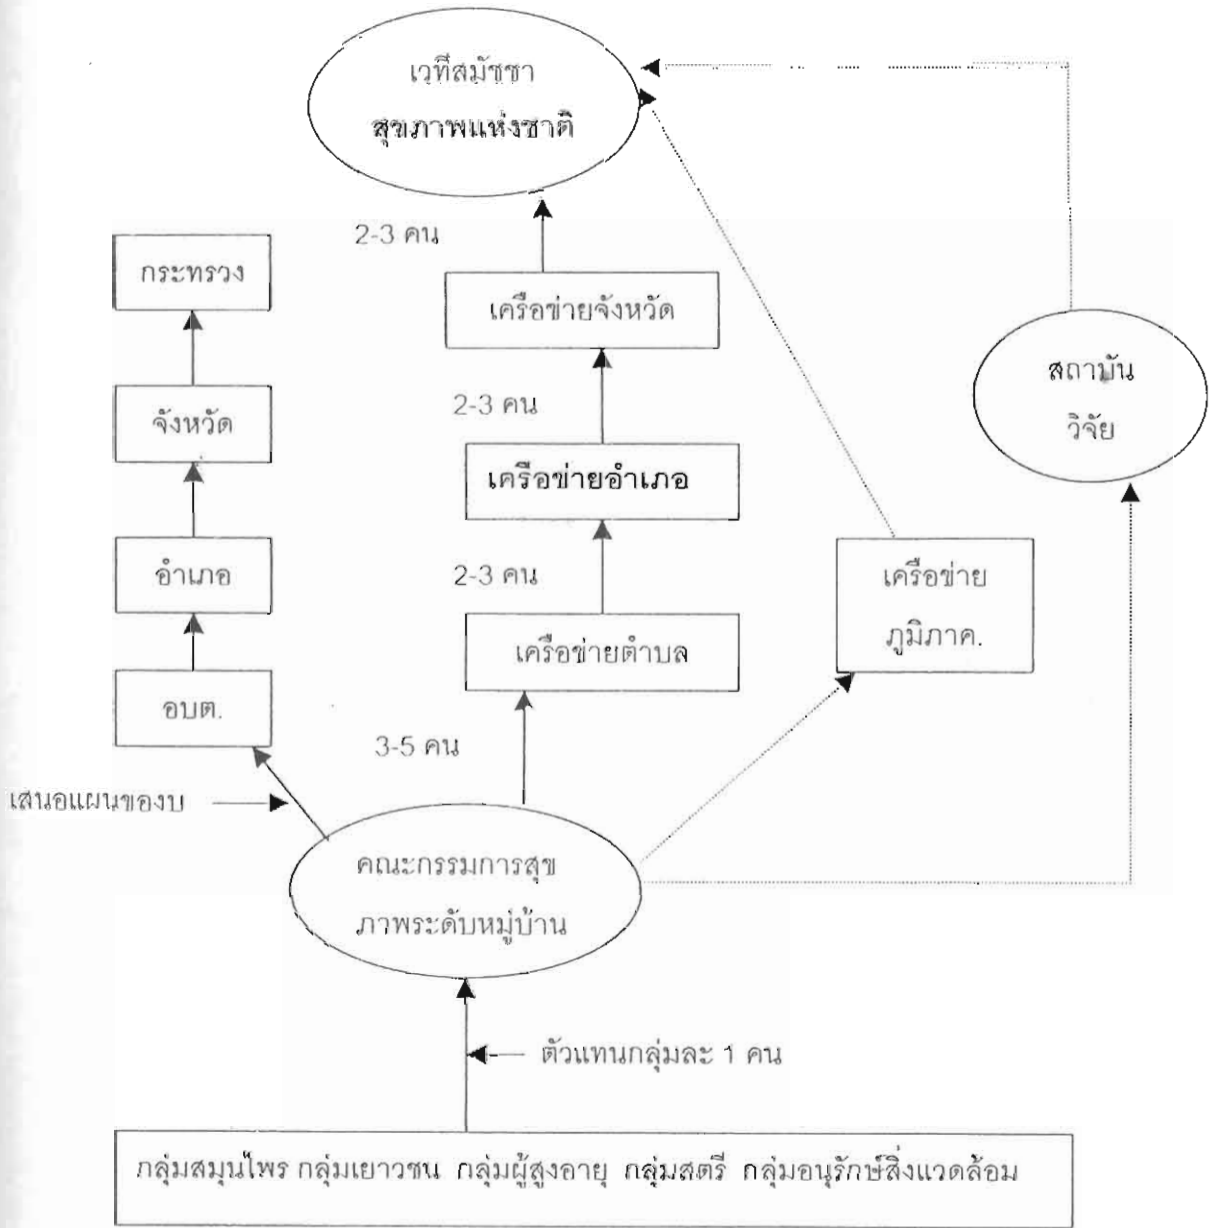 เวทีสมัชชา
สุขภาพแห่งชาติ
2-3 คน
กระทรวง
เครือข่ายจังหวัด
สถาบัน
วิจัย
จังหวัด
2-3 คน
เครือข่ายอำเภอ
อำเภอ
2-3 คน
เครือข่าย
ภูมิภาค.
เครือข่ายตำบล
อบต.
3-5 คน
เสนอแผนของบ
คณะกรรมการสุข
ภาพระดับหมู่บ้าน
ตัวแทนกลุ่มละ 1 คน
กลุ่มสมุนไพร กลุ่มเยาวชน กลุ่มผู้สูงอายุ กลุ่มสตรี กลุ่มอนุรักษ์สิ่งแวดล้อม